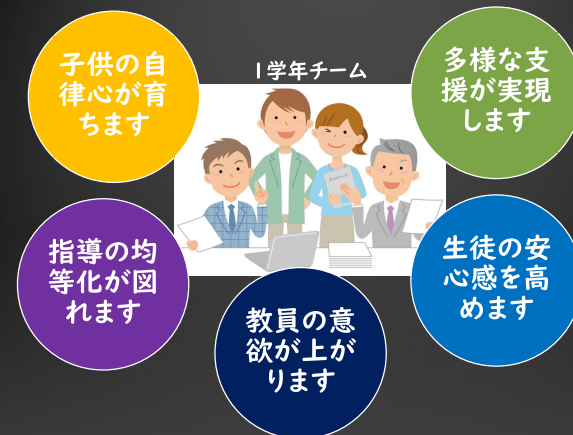 子供の自
律心が育
ちます
1学年チーム
多様な支
援が実現
します
指導の均
等化が図
れます
生徒の安
心感を高
めます
教員の意
欲が上が
ります